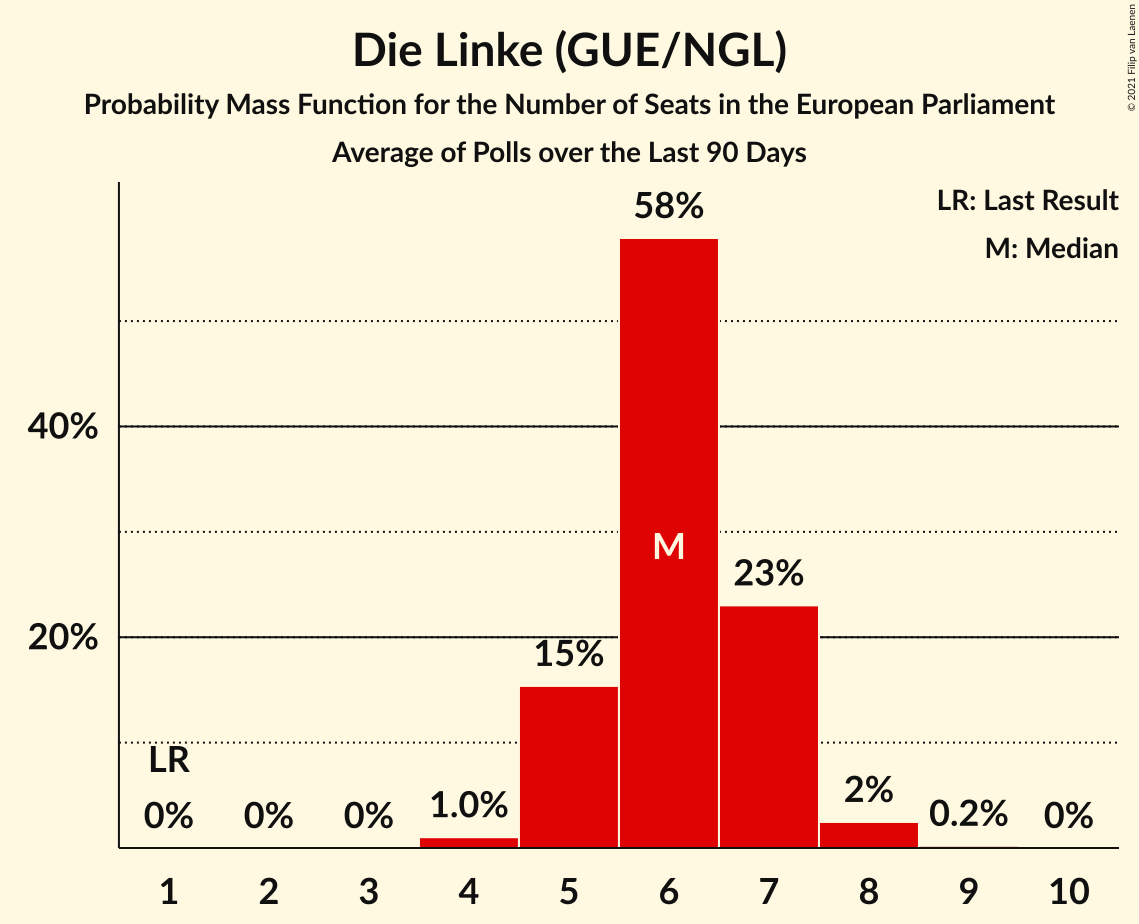 Die Linke (GUE/NGL)
Probability Mass Function for the Number of Seats in the European Parliament
Average of Polls over the Last 90 Days
© 2021 Filip van Laenen
LR: Last Result
M: Median
58%
40%
M
23%
20%
15%
LR
0%
0%
0%
1.0%
2%
0.2%
0%
1
2
3
4
5
6
7
8
9
10